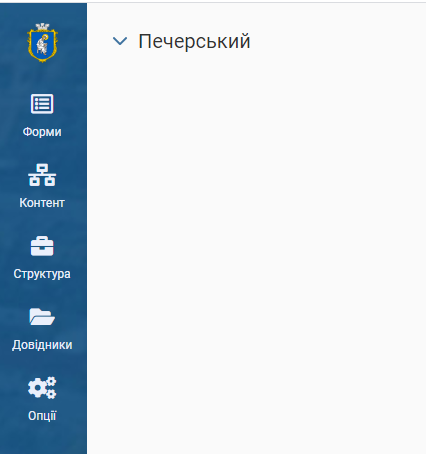 Печерський
Форми
Контент
Структура
Довідники
Опції